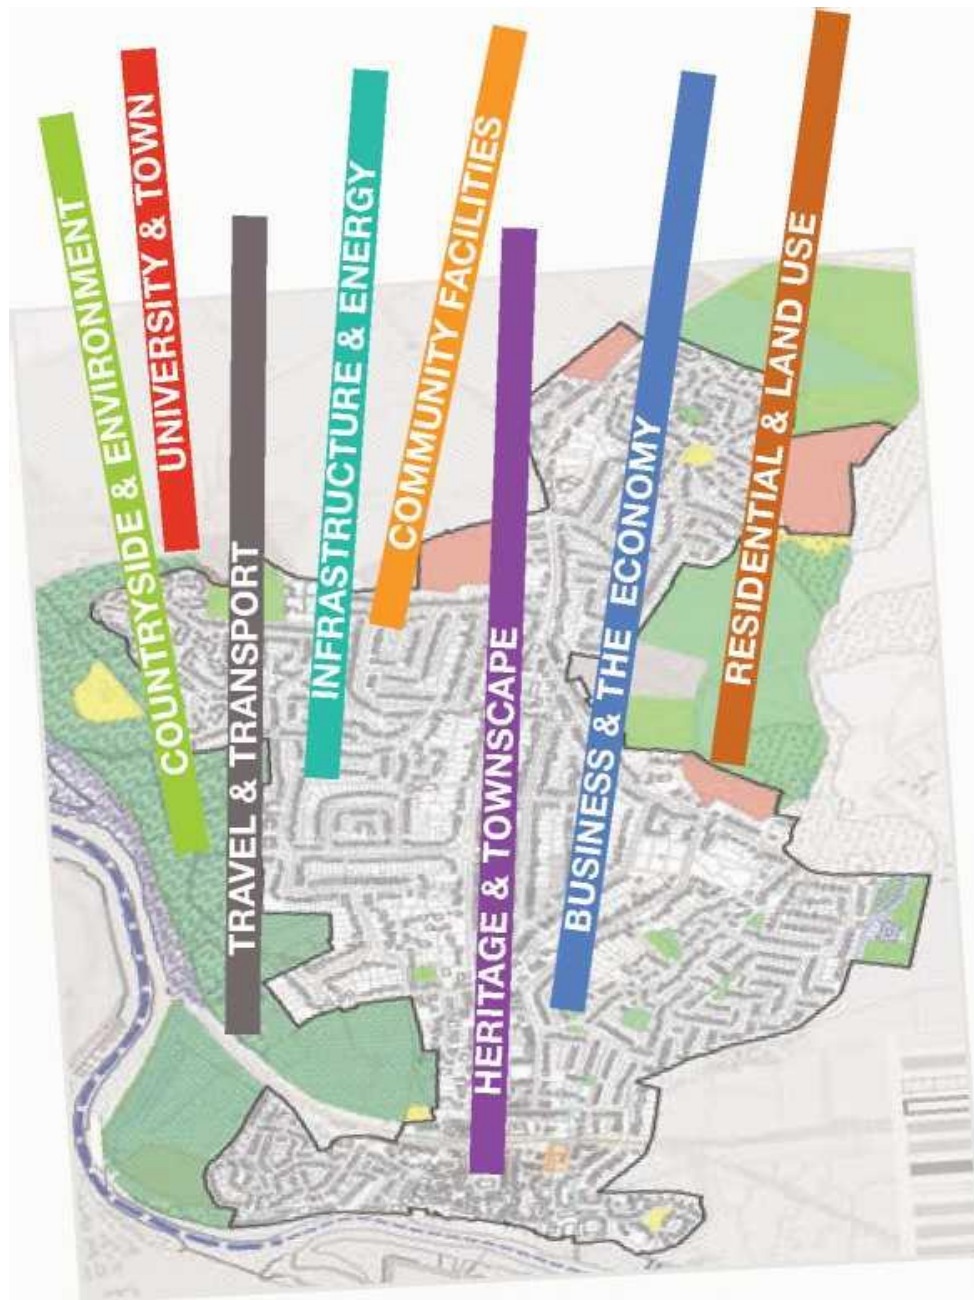 COUNTRYSIDE & ENVIRONMENT
UNIVERSITY & TOWN
TRAVEL & TRANSPORT
INFRASTRUCTURE & ENERGY
COMMUNITY FACILITIES
HERITAGE & TOWNSCAPE
BUSINESS & THE ECONOMY
RESIDENTIAL & LAND USE